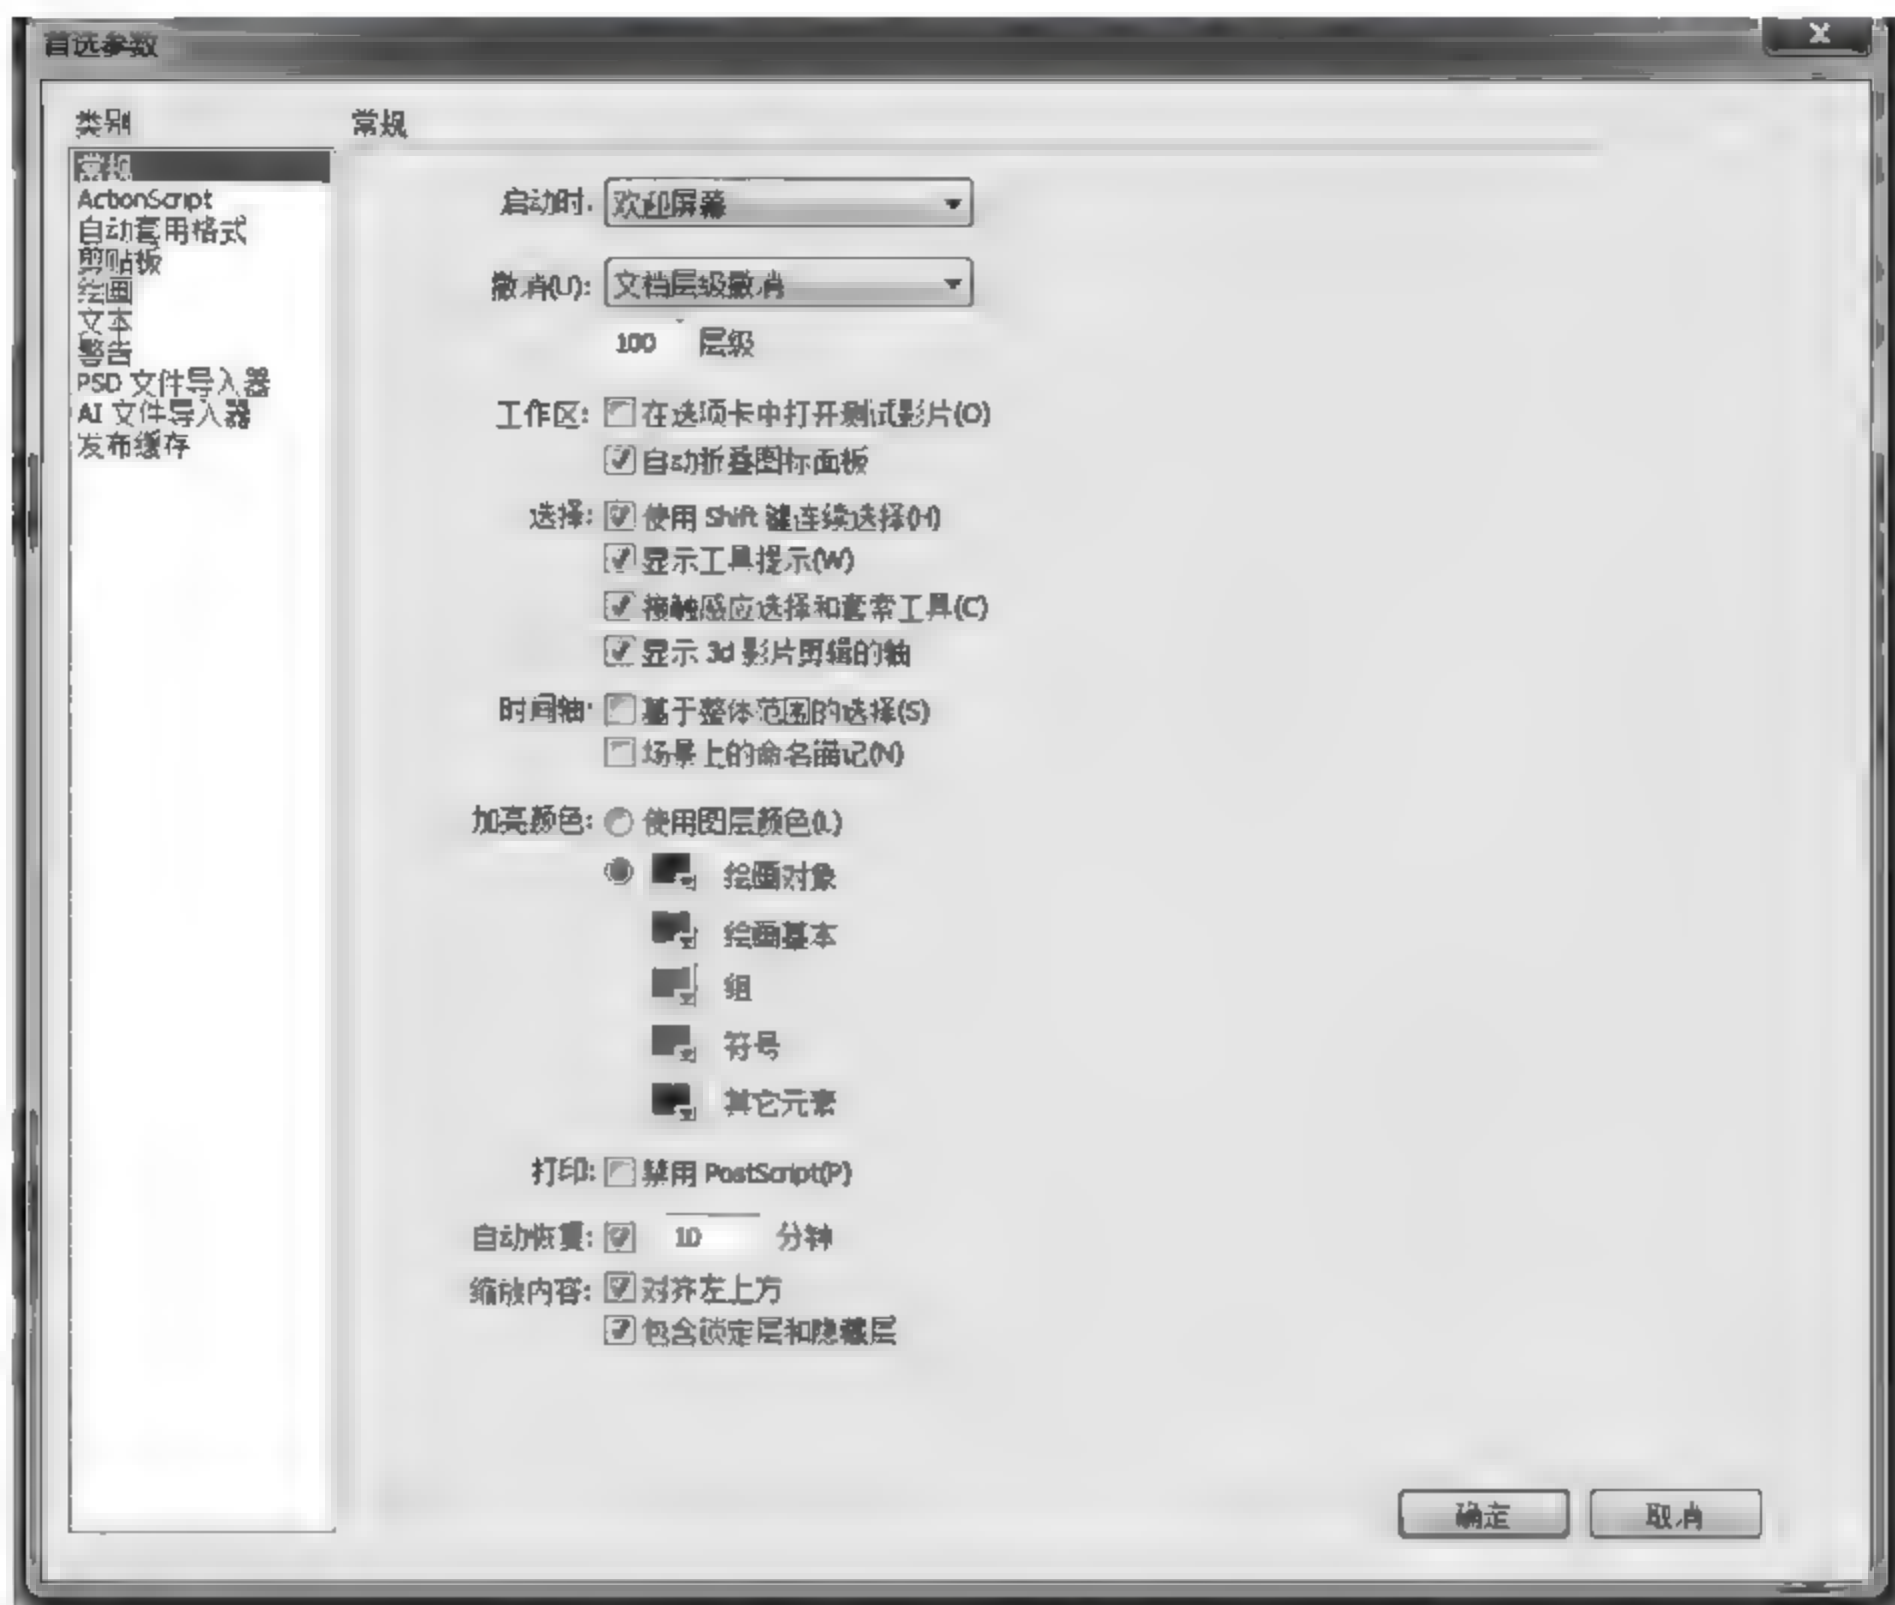 首选参数
类别
常规
ActionScript
自动套用格式
剪贴板
绘画
文本
警告
PSD 文件导入器
AI 文件导入器
发布缓存
常规
启动时: 欢迎屏幕
撤消(U): 文档层级撤消
100 层级
工作区: 在选项卡中打开测试影片(O)
自动折叠图标面板
选择: 使用 Shift 键连续选择(H)
显示工具提示(W)
接触感应选择和套索工具(C)
显示 3d 影片剪辑的轴
时间轴: 基于整体范围的选择(S)
场景上的命名锚记(N)
加亮颜色: 使用图层颜色(L)
绘画对象
绘画基本
组
符号
其它元素
打印: 禁用 PostScript(P)
自动恢复: 10 分钟
缩放内容: 对齐左上方
包含锁定层和隐藏层
确定 取消